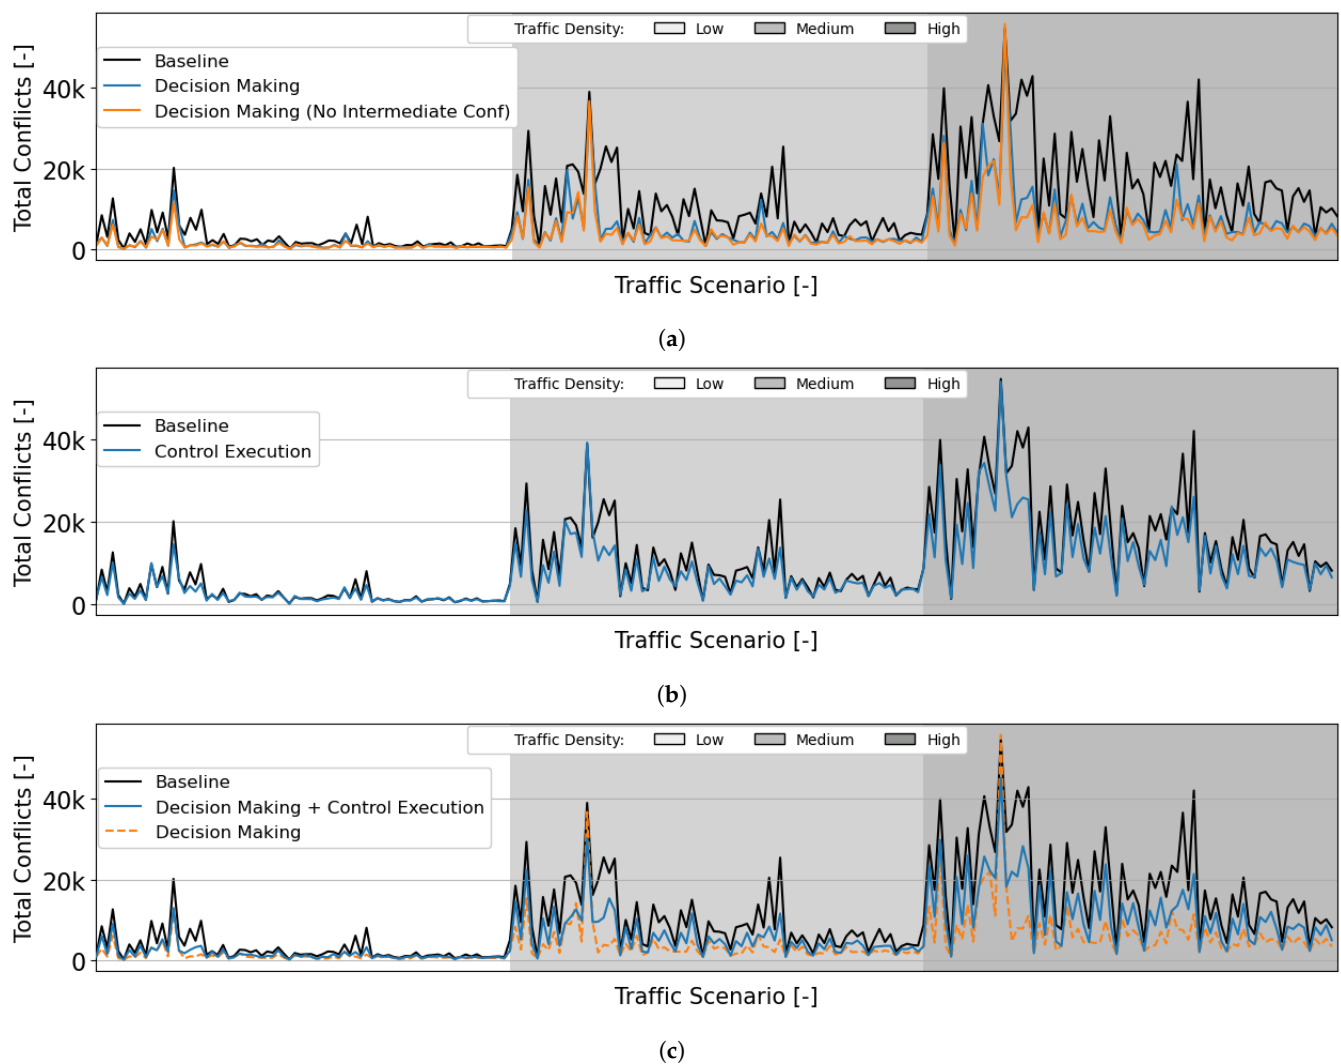 Traffic Density: Low Medium High
Baseline
Decision Making
Decision Making (No Intermediate Conf)
Total Conflicts [-]
40k
20k
0
Traffic Scenario [-]
(a)
Traffic Density: Low Medium High
Baseline
Control Execution
Total Conflicts [-]
40k
20k
0
Traffic Scenario [-]
(b)
Traffic Density: Low Medium High
Baseline
Decision Making + Control Execution
Decision Making
Total Conflicts [-]
40k
20k
0
Traffic Scenario [-]
(c)